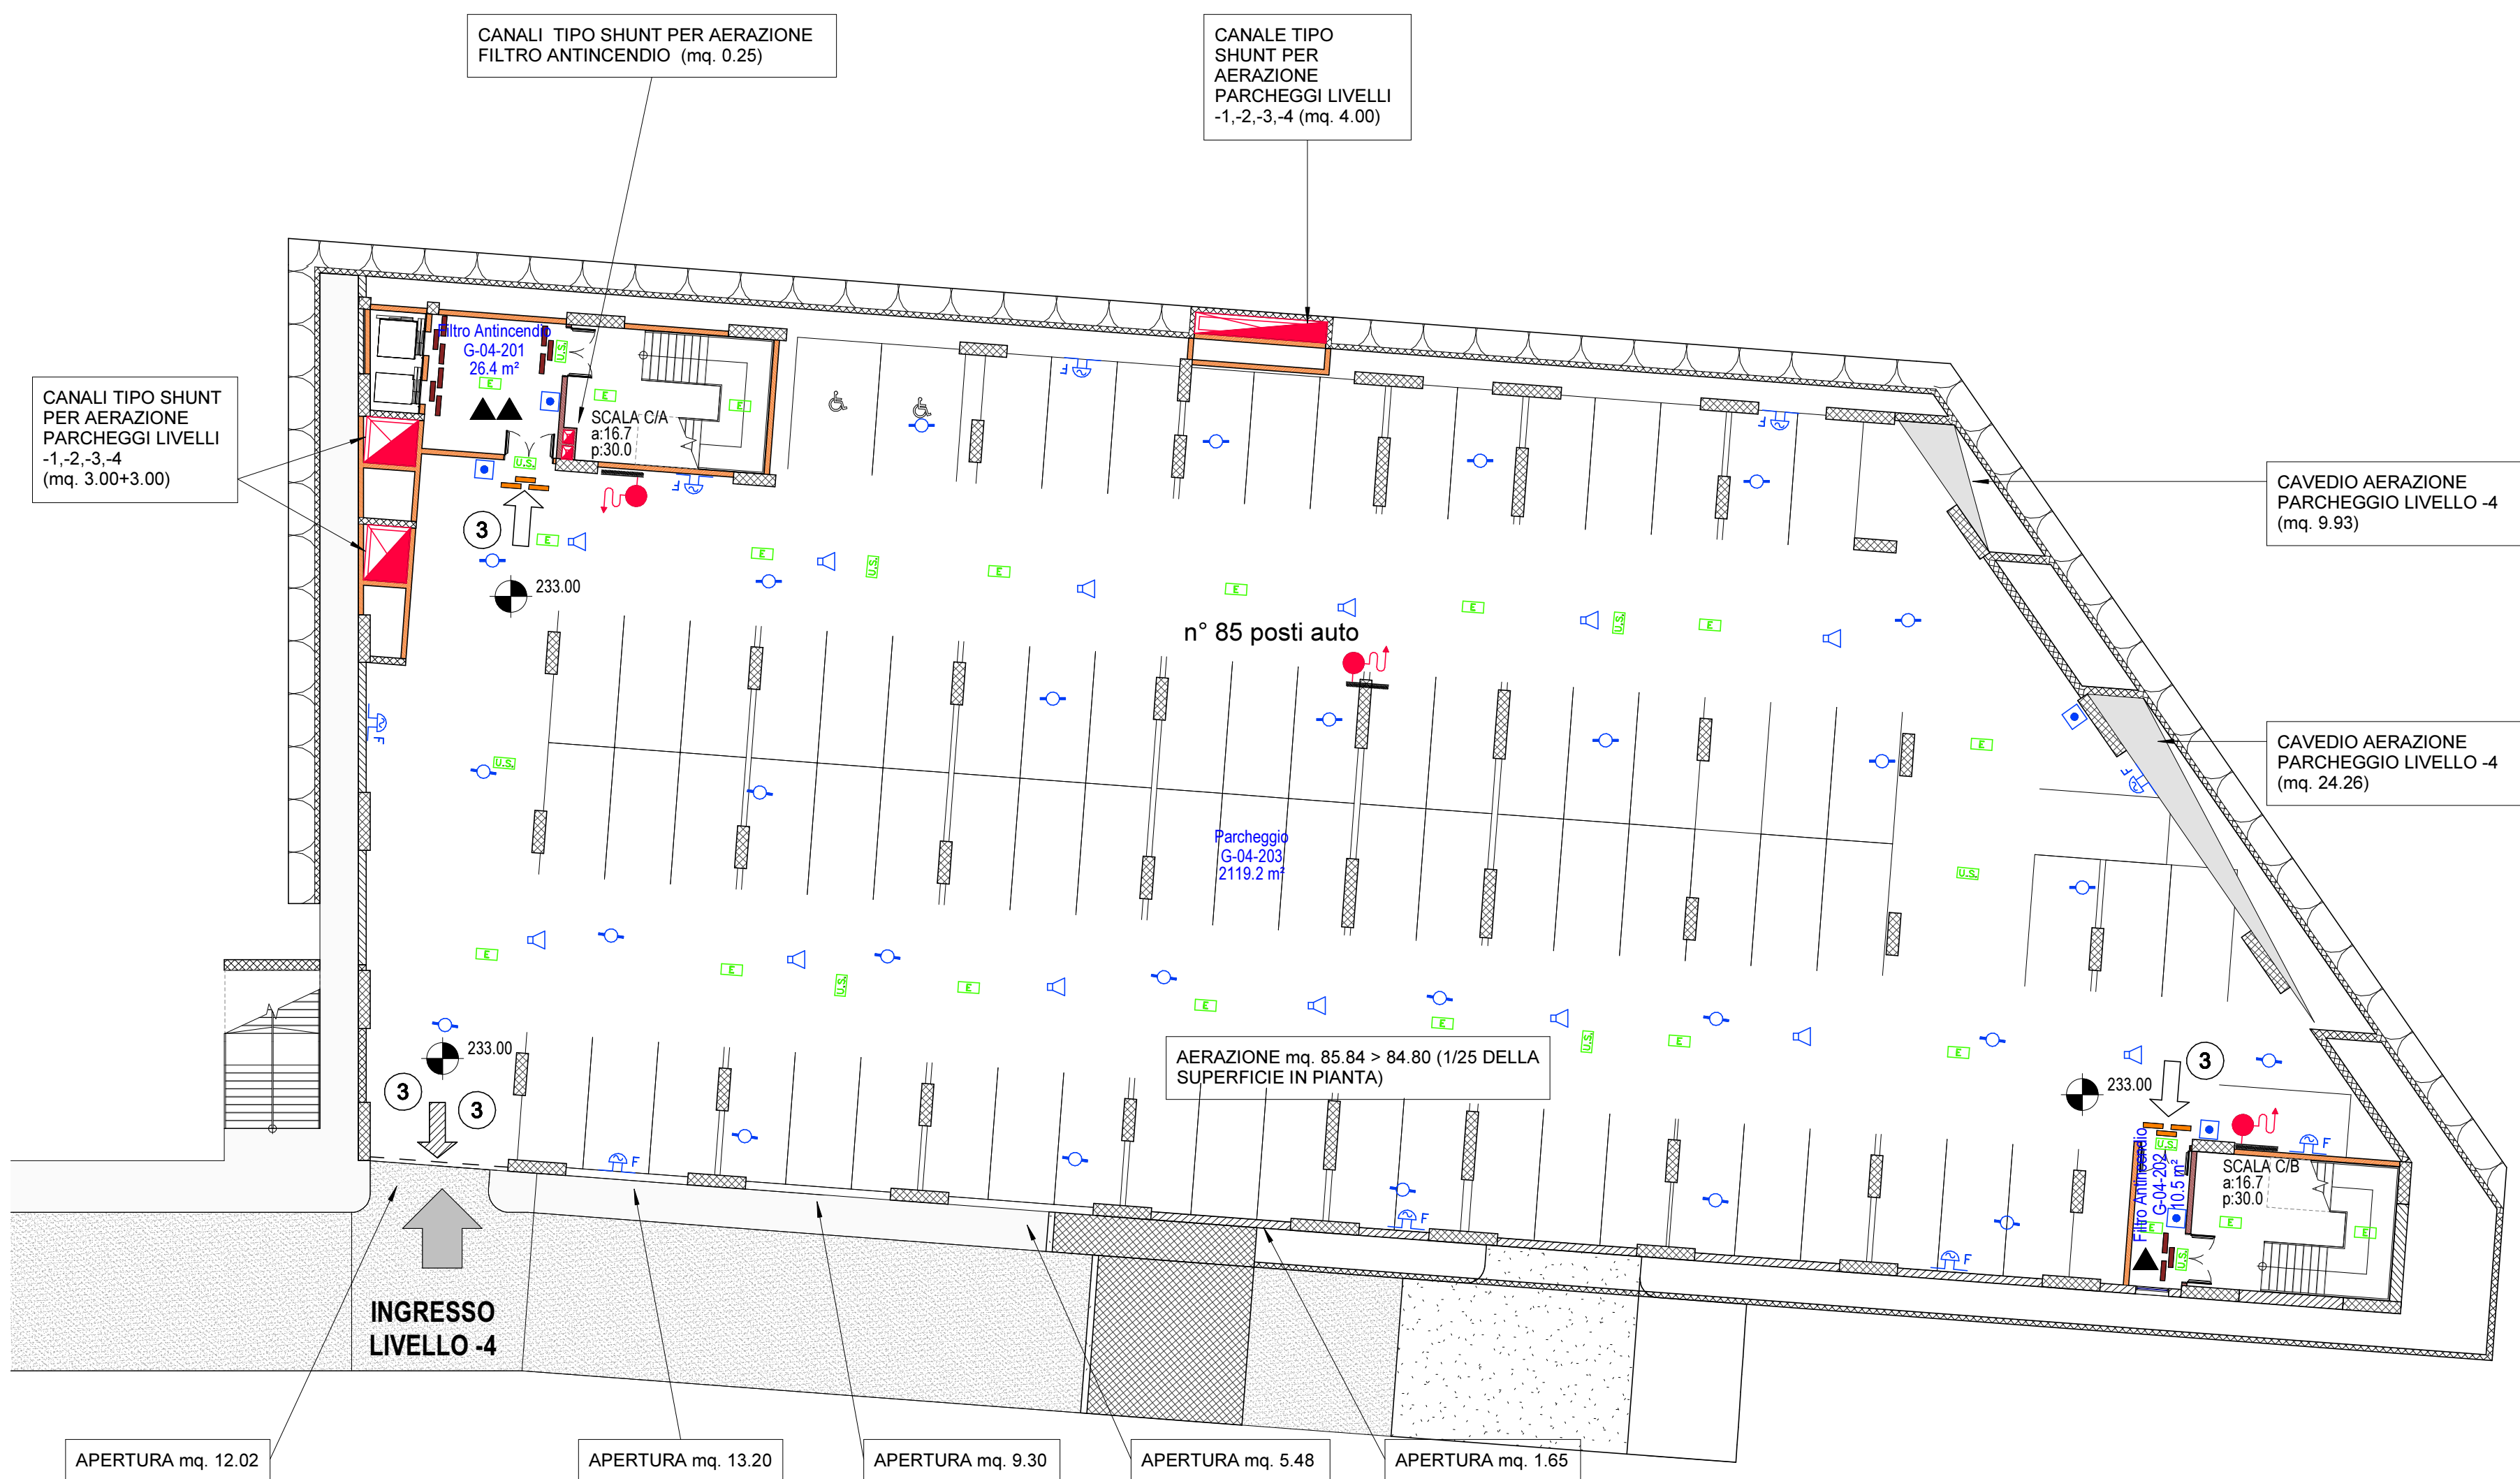 CANALI TIPO SHUNT PER AERAZIONE
FILTRO ANTINCENDIO (mq. 0.25)
CANALE TIPO
SHUNT PER
AERAZIONE
PARCHEGGI LIVELLI
-1,-2,-3,-4 (mq. 4.00)
CANALI TIPO SHUNT
PER AERAZIONE
PARCHEGGI LIVELLI
-1,-2,-3,-4
(mq. 3.00+3.00)
Filtro Antincendio
G-04-201
26.4 m²
U.S.
E
E
E
SCALA C/A
a:16.7
p:30.0
U.S.
F
F
F
CAVEDIO AERAZIONE
PARCHEGGIO LIVELLO -4
(mq. 9.93)
3
E
E
U.S.
E
E
E
U.S.
E
233.00
n° 85 posti auto
F
U.S.
E
F
CAVEDIO AERAZIONE
PARCHEGGIO LIVELLO -4
(mq. 24.26)
Parcheggio
G-04-203
2119.2 m²
U.S.
E
E
U.S.
E
E
E
U.S.
E
E
233.00
AERAZIONE mq. 85.84 > 84.80 (1/25 DELLA
SUPERFICIE IN PIANTA)
3
3
3
233.00
F
F
F
F
U.S.
Filtro Antincendio
G-04-202
10.5 m²
SCALA C/B
a:16.7
p:30.0
E
E
E
U.S.
INGRESSO
LIVELLO -4
APERTURA mq. 12.02
APERTURA mq. 13.20
APERTURA mq. 9.30
APERTURA mq. 5.48
APERTURA mq. 1.65